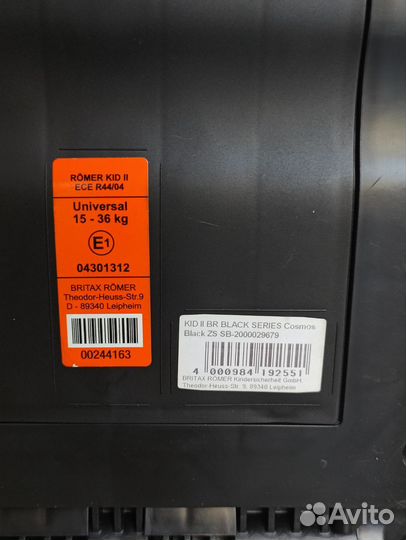 RÖMER KID II
ECE R44/04
Universal
15 - 36 kg
E1
04301312
BRITAX RÖMER
Theodor-Heuss-Str.9
D - 89340 Leipheim
00244163
KID II BR BLACK SERIES Cosmos
Black ZS SB-2000029679
4 000984 192551
BRITAX RÖMER Kindersicherheit GmbH,
Theodor-Heuss-Str. 9, 89340 Leipheim
Avito